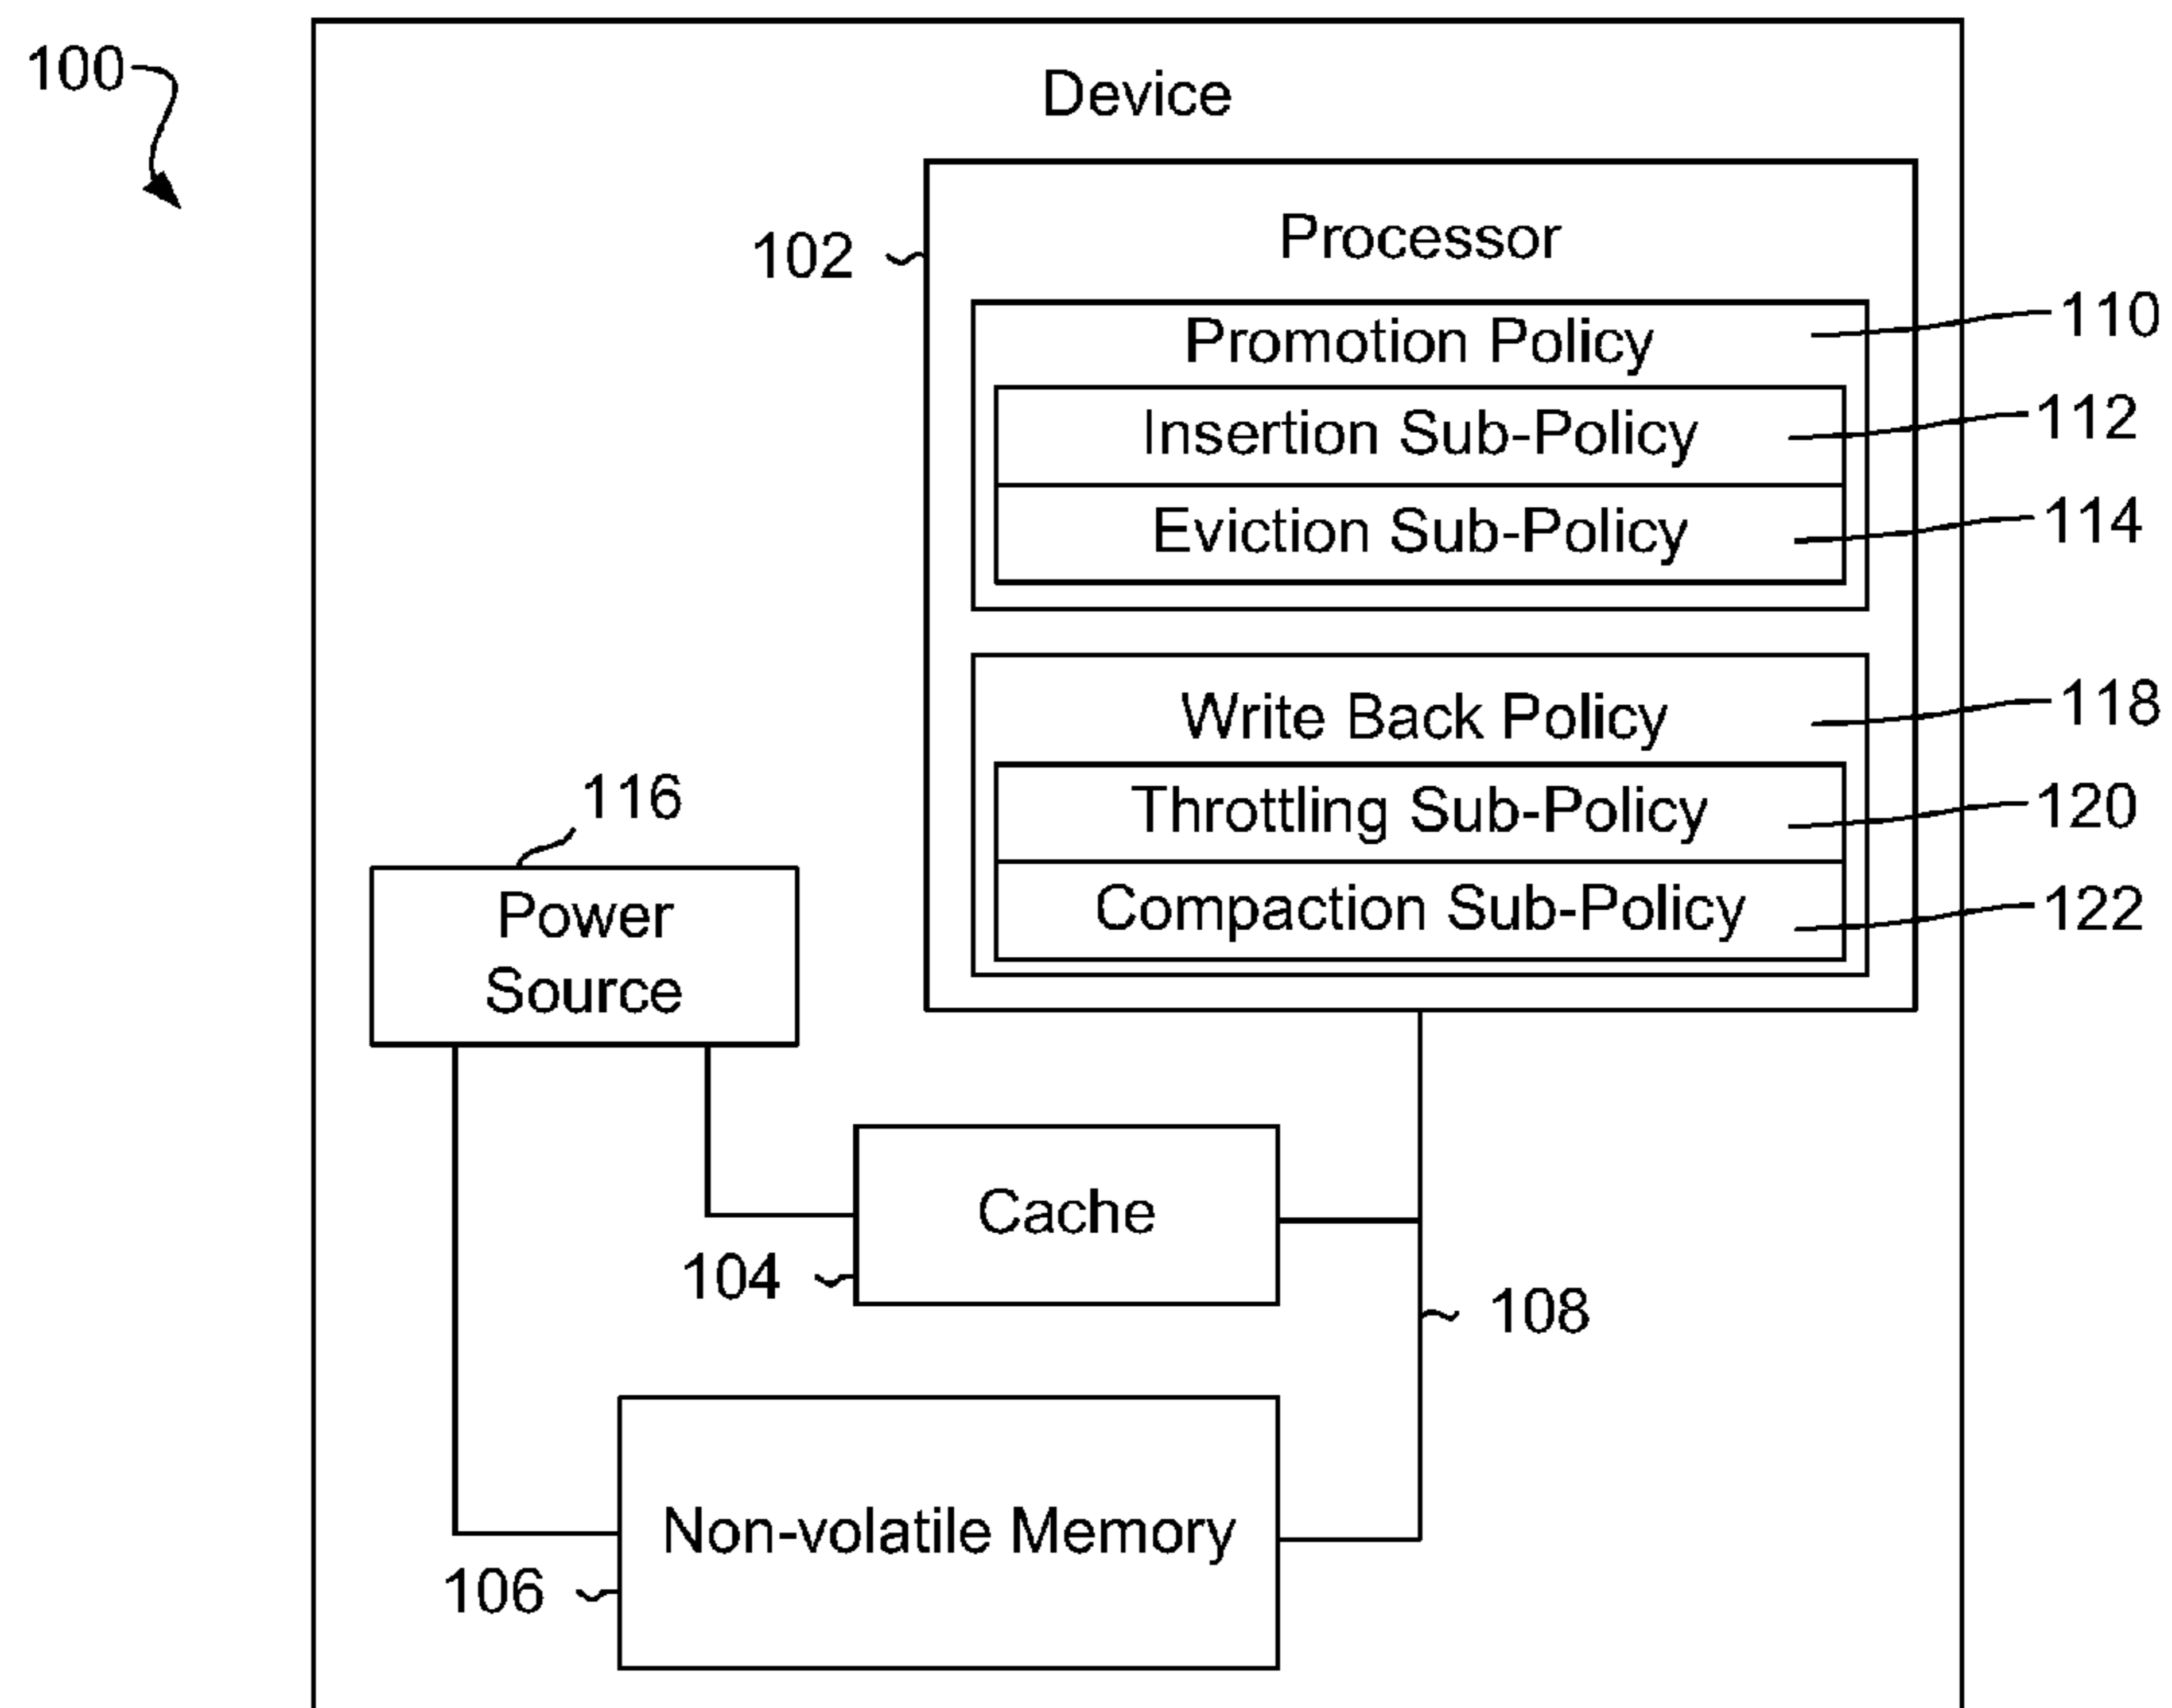 100
Device
102
Processor
Promotion Policy
110
Insertion Sub-Policy
112
Eviction Sub-Policy
114
Write Back Policy
118
Throttling Sub-Policy
120
Compaction Sub-Policy
122
116
Power
Source
Cache
104
108
Non-volatile Memory
106